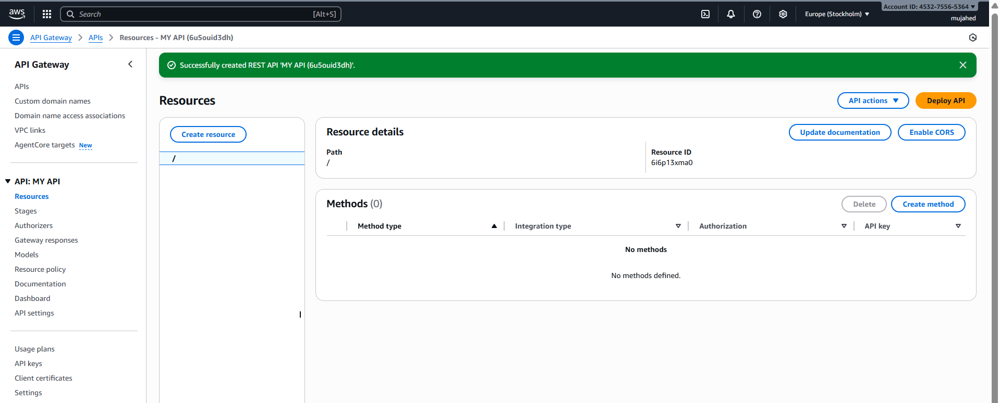 aws
Search
[Alt+S]
Account ID: 4532-7556-5364
Europe (Stockholm)
mujahed
API Gateway
APIs
Resources - MY API (6u5ouid3dh)
API Gateway
APIs
Custom domain names
Domain name access associations
VPC links
AgentCore targets New
API: MY API
Resources
Stages
Authorizers
Gateway responses
Models
Resource policy
Documentation
Dashboard
API settings
Usage plans
API keys
Client certificates
Settings
Successfully created REST API 'MY API (6u5ouid3dh)'.
Resources
API actions
Deploy API
Create resource
/
Resource details
Update documentation
Enable CORS
Path
/
Resource ID
6i6p13xma0
Methods (0)
Delete
Create method
Method type
Integration type
Authorization
API key
No methods
No methods defined.